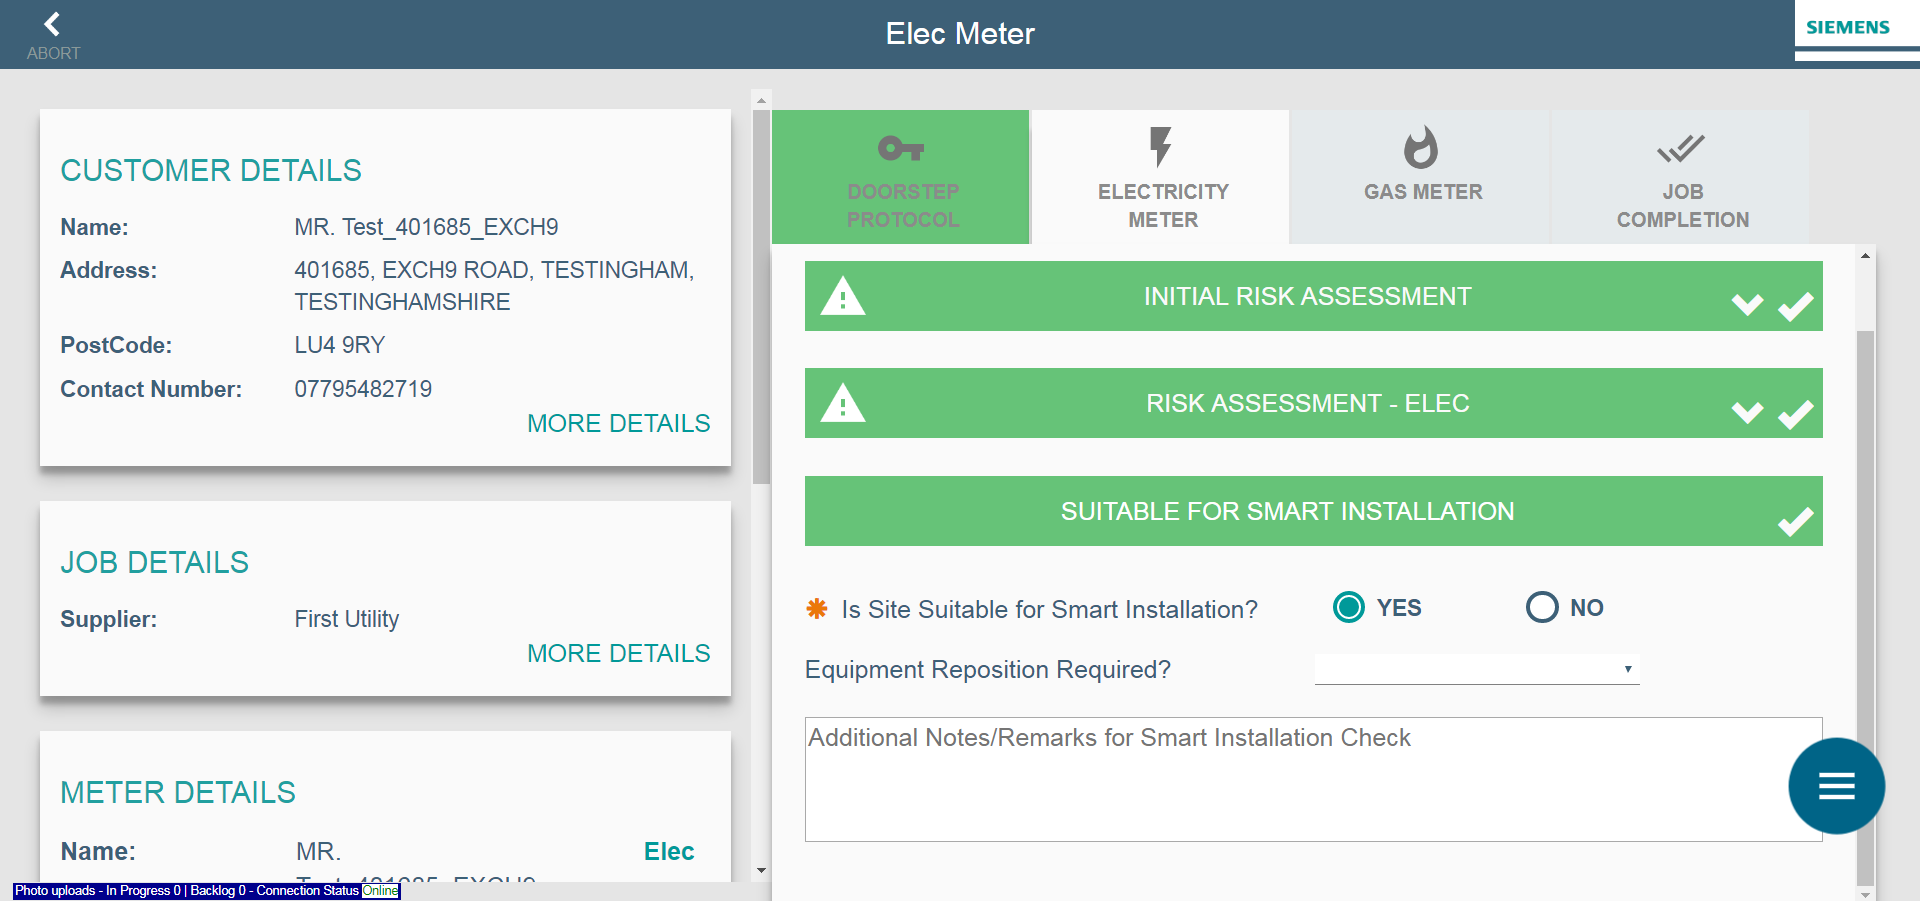 ABORT
Elec Meter
SIEMENS
CUSTOMER DETAILS
Name: MR. Test_401685_EXCH9
Address: 401685, EXCH9 ROAD, TESTINGHAM,
TESTINGHAMSHIRE
PostCode: LU4 9RY
Contact Number: 07795482719
MORE DETAILS
JOB DETAILS
Supplier: First Utility
MORE DETAILS
METER DETAILS
Name: MR. Elec
Photo uploads - In Progress 0 | Backlog 0 - Connection Status Online
DOORSTEP
PROTOCOL
ELECTRICITY
METER
GAS METER
JOB
COMPLETION
INITIAL RISK ASSESSMENT
RISK ASSESSMENT - ELEC
SUITABLE FOR SMART INSTALLATION
Is Site Suitable for Smart Installation? YES NO
Equipment Reposition Required?
Additional Notes/Remarks for Smart Installation Check